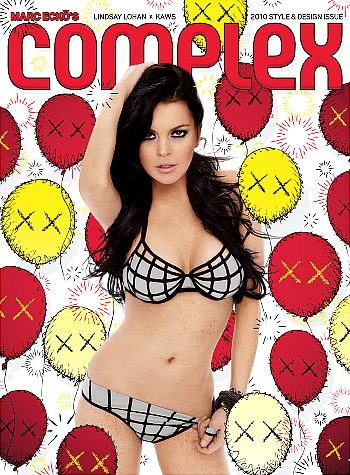 MARC ECKŌ'S LINDSAY LOHAN x KAWS 2010 STYLE & DESIGN ISSUE
COMPLEX